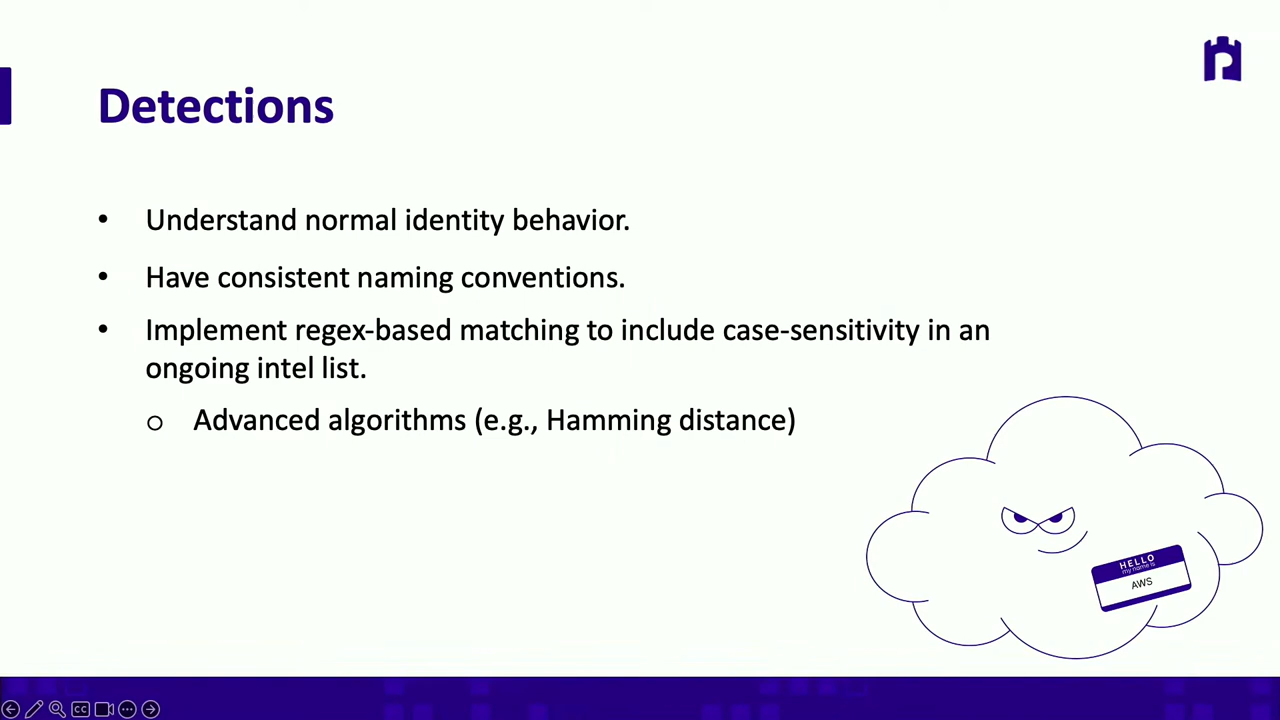 Detections
• Understand normal identity behavior.
• Have consistent naming conventions.
• Implement regex-based matching to include case-sensitivity in an
ongoing intel list.
o Advanced algorithms (e.g., Hamming distance)
HELLO
my name is
AWS
CC